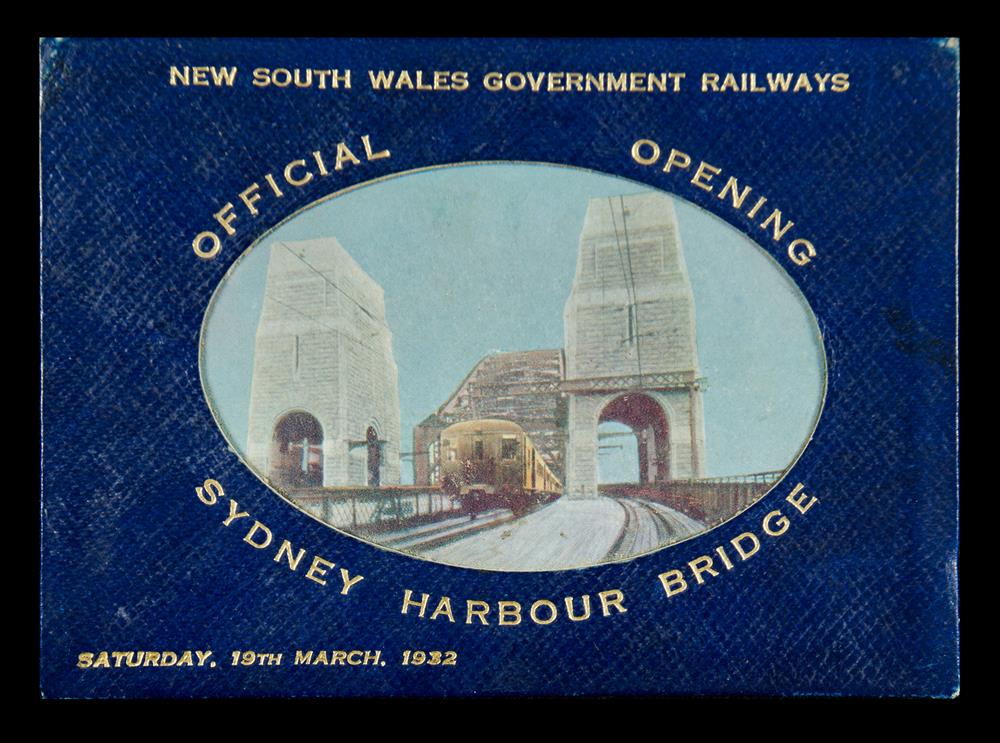 NEW SOUTH WALES GOVERNMENT RAILWAYS
OFFICIAL OPENING
SYDNEY HARBOUR BRIDGE
SATURDAY, 19TH MARCH, 1932